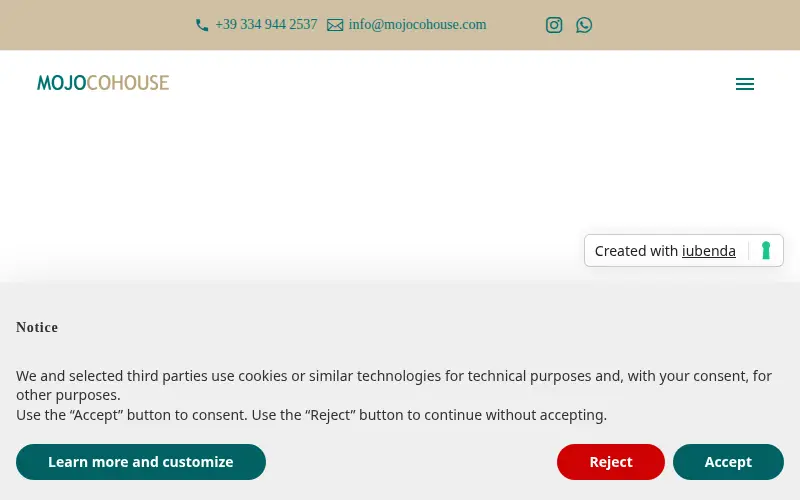 +39 334 944 2537 info@mojocohouse.com
MOJOCOHOUSE
Created with iubenda
Notice
We and selected third parties use cookies or similar technologies for technical purposes and, with your consent, for
other purposes.
Use the “Accept” button to consent. Use the “Reject” button to continue without accepting.
Learn more and customize Reject Accept